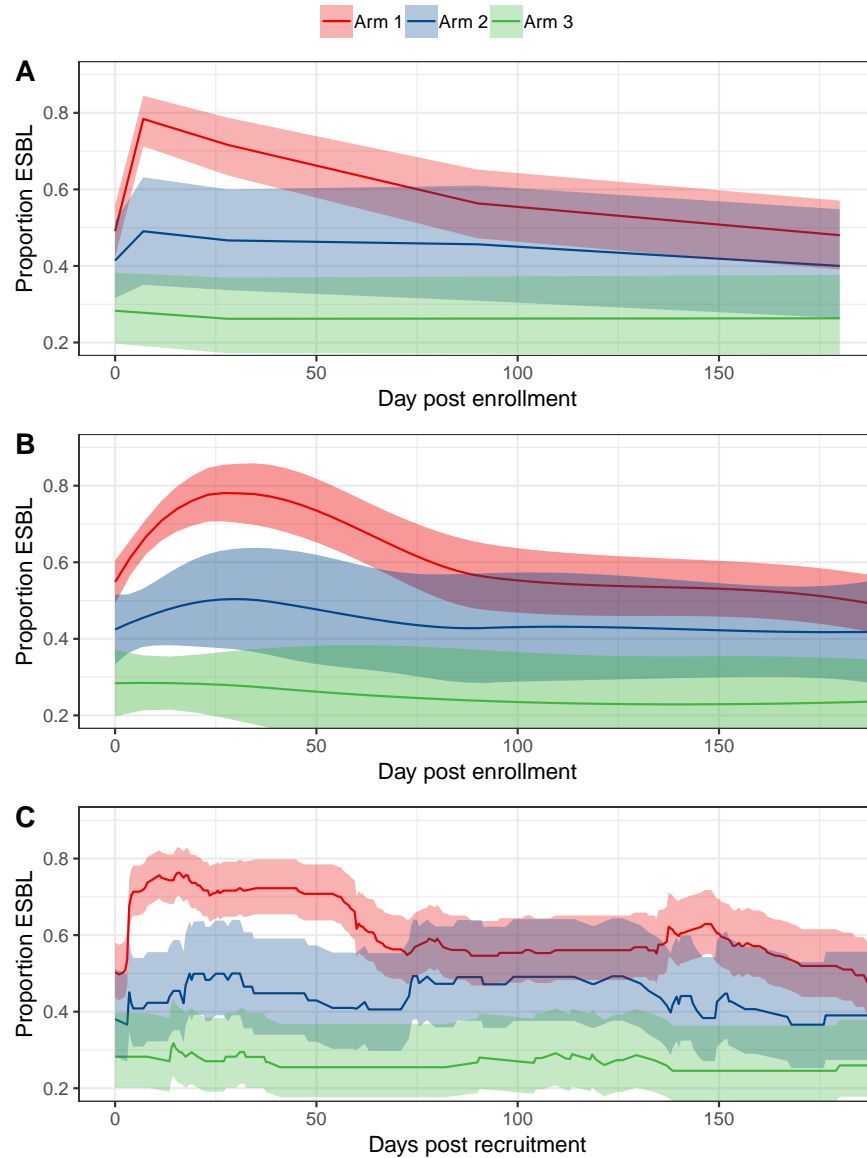 Arm 1 Arm 2 Arm 3
A
0.8
0.6
0.4
0.2
Proportion ESBL
0 50 100 150
Day post enrollment
B
0.8
0.6
0.4
0.2
Proportion ESBL
0 50 100 150
Day post enrollment
C
0.8
0.6
0.4
0.2
Proportion ESBL
0 50 100 150
Days post recruitment